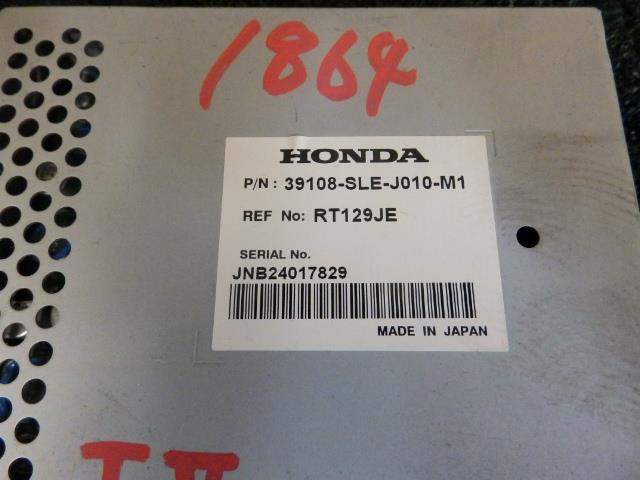 1864
HONDA
P/N : 39108-SLE-J010-M1
REF No: RT129JE
SERIAL No.
JNB24017829
MADE IN JAPAN